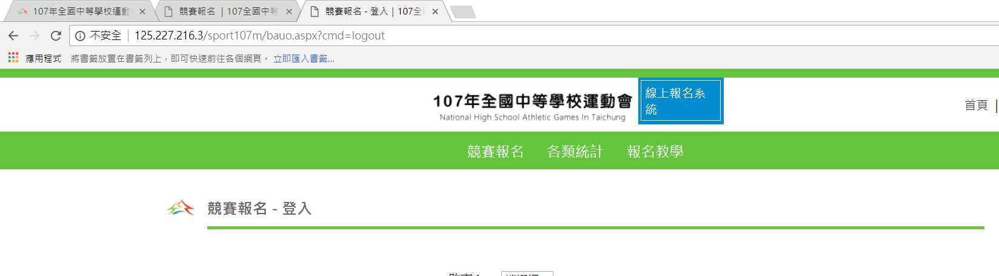 107年全國中等學校運動
競賽報名 | 107全國中等
競賽報名 - 登入 | 107全
不安全 125.227.216.3/sport107m/bauo.aspx?cmd=logout
應用程式 將書籤放置在書籤列上，即可快速前往各個網頁。 立即匯入書籤...
107年全國中等學校運動會
National High School Athletic Games In Taichung
線上報名系
統
首頁 |
競賽報名 各類統計 報名教學
競賽報名 - 登入